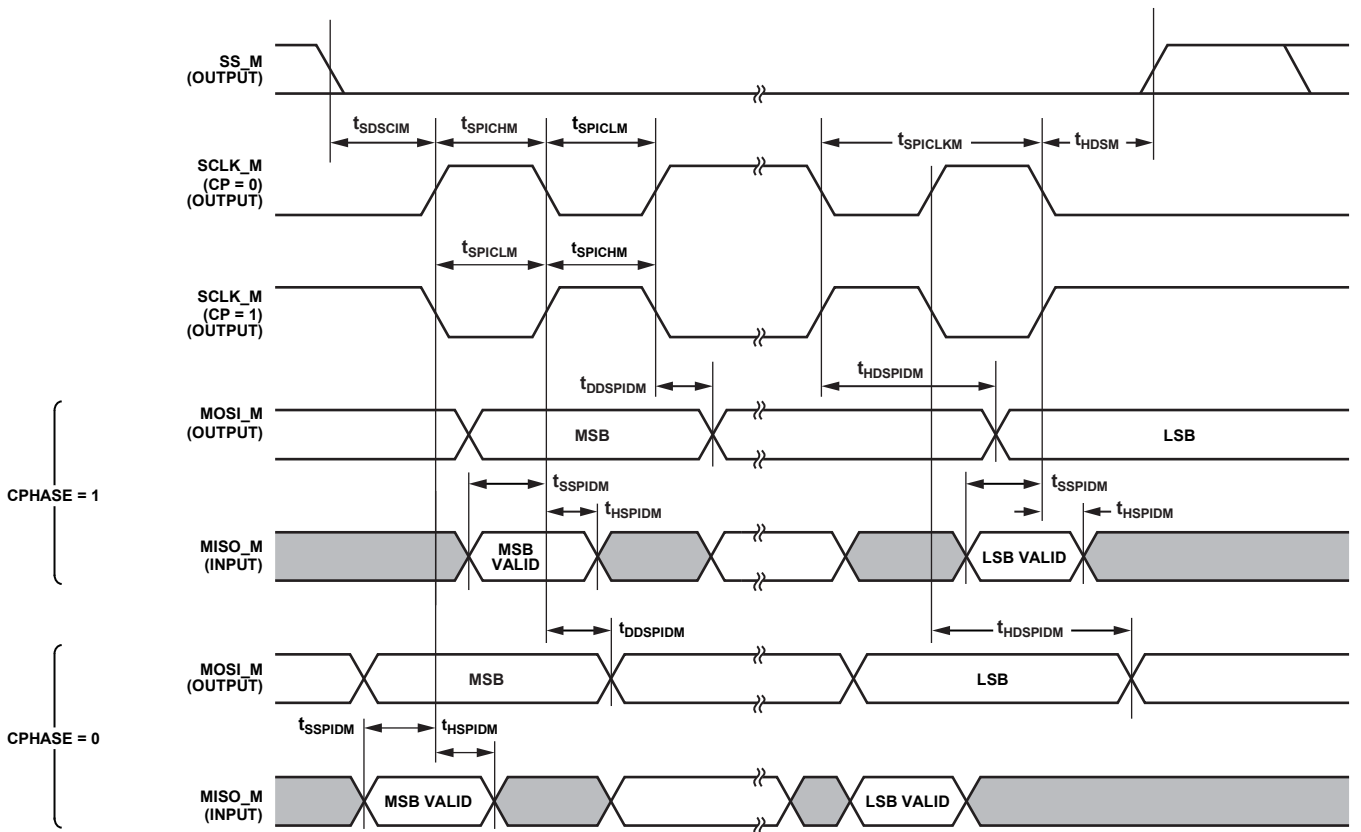 SS_M
(OUTPUT)
tSDSCIM
tSPICHM
tSPICLM
tSPICLKM
tHDSM
SCLK_M
(CP = 0)
(OUTPUT)
tSPICLM
tSPICHM
SCLK_M
(CP = 1)
(OUTPUT)
tDDSPIDM
tHDSPIDM
MOSI_M
(OUTPUT)
MSB
LSB
CPHASE = 1
tSSPIDM
tSSPIDM
tHSPIDM
tHSPIDM
MISO_M
(INPUT)
MSB
VALID
LSB VALID
tDDSPIDM
tHDSPIDM
MOSI_M
(OUTPUT)
MSB
LSB
CPHASE = 0
tSSPIDM
tHSPIDM
MISO_M
(INPUT)
MSB VALID
LSB VALID